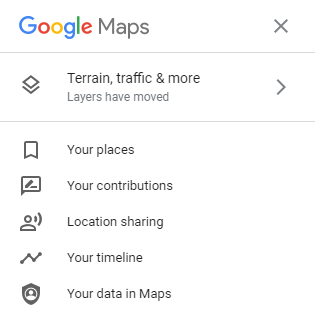 Google Maps
Terrain, traffic & more
Layers have moved
Your places
Your contributions
Location sharing
Your timeline
Your data in Maps